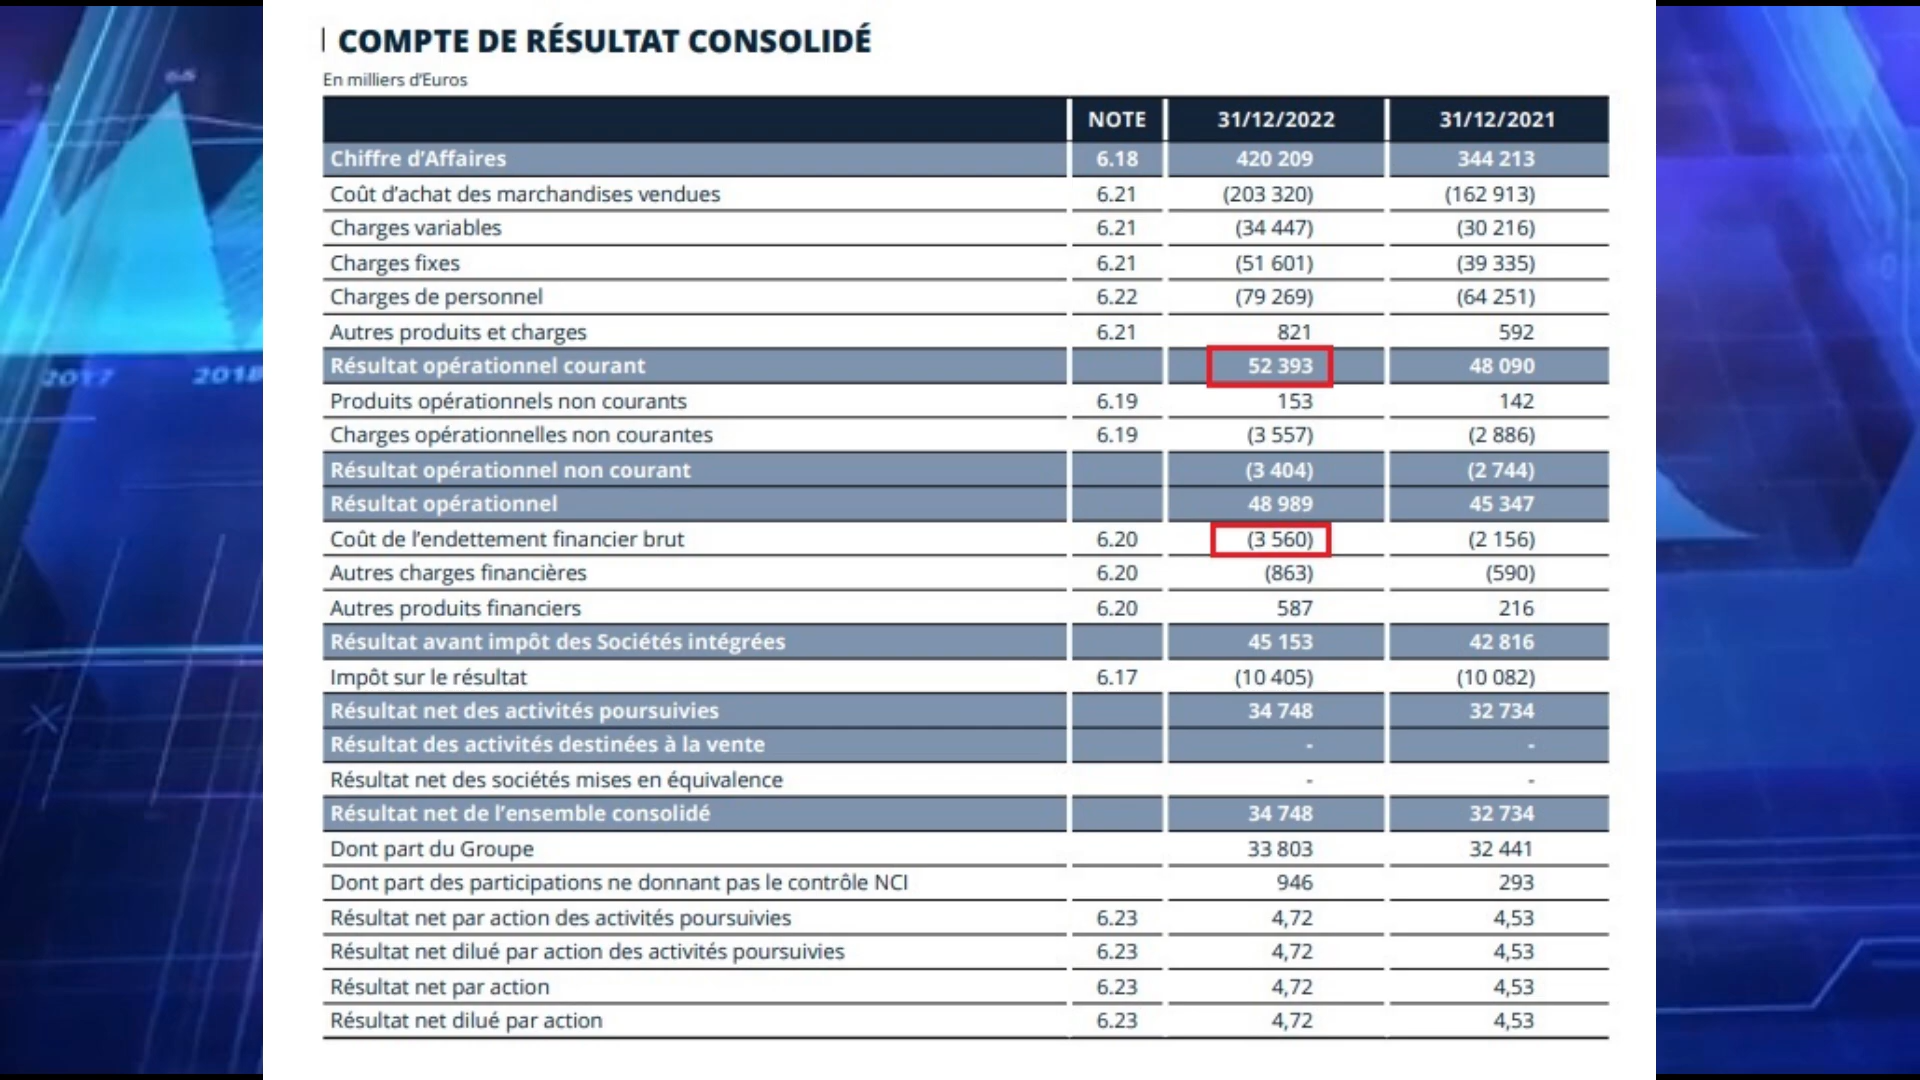 COMPTE DE RÉSULTAT CONSOLIDÉ
En milliers d'Euros
NOTE 31/12/2022 31/12/2021
Chiffre d'Affaires 6.18 420 209 344 213
Coût d'achat des marchandises vendues 6.21 (203 320) (162 913)
Charges variables 6.21 (34 447) (30 216)
Charges fixes 6.21 (51 601) (39 335)
Charges de personnel 6.22 (79 269) (64 251)
Autres produits et charges 6.21 821 592
Résultat opérationnel courant 52 393 48 090
Produits opérationnels non courants 6.19 153 142
Charges opérationnelles non courantes 6.19 (3 557) (2 886)
Résultat opérationnel non courant (3 404) (2 744)
Résultat opérationnel 48 989 45 347
Coût de l'endettement financier brut 6.20 (3 560) (2 156)
Autres charges financières 6.20 (863) (590)
Autres produits financiers 6.20 587 216
Résultat avant impôt des Sociétés intégrées 45 153 42 816
Impôt sur le résultat 6.17 (10 405) (10 082)
Résultat net des activités poursuivies 34 748 32 734
Résultat des activités destinées à la vente - -
Résultat net des sociétés mises en équivalence - -
Résultat net de l'ensemble consolidé 34 748 32 734
Dont part du Groupe 33 803 32 441
Dont part des participations ne donnant pas le contrôle NCI 946 293
Résultat net par action des activités poursuivies 6.23 4,72 4,53
Résultat net dilué par action des activités poursuivies 6.23 4,72 4,53
Résultat net par action 6.23 4,72 4,53
Résultat net dilué par action 6.23 4,72 4,53
2017 2018